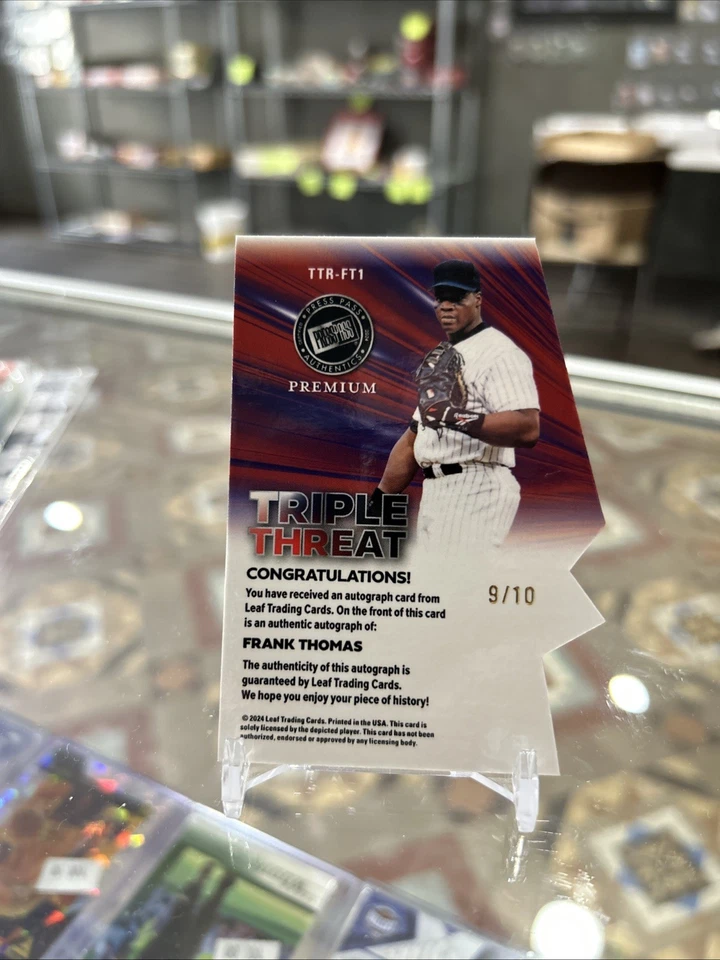 TTR-FT1
PRESS PASS
PRESS PASS
AUTHENTICS
PREMIUM
TRIPLE
THREAT
CONGRATULATIONS!
You have received an autograph card from
Leaf Trading Cards. On the front of this card
is an authentic autograph of:
9/10
FRANK THOMAS
The authenticity of this autograph is
guaranteed by Leaf Trading Cards.
We hope you enjoy your piece of history!
© 2024 Leaf Trading Cards. Printed in the USA. This card is
solely licensed by the depicted player. This card has not been
authorized, endorsed or approved by any licensing body.